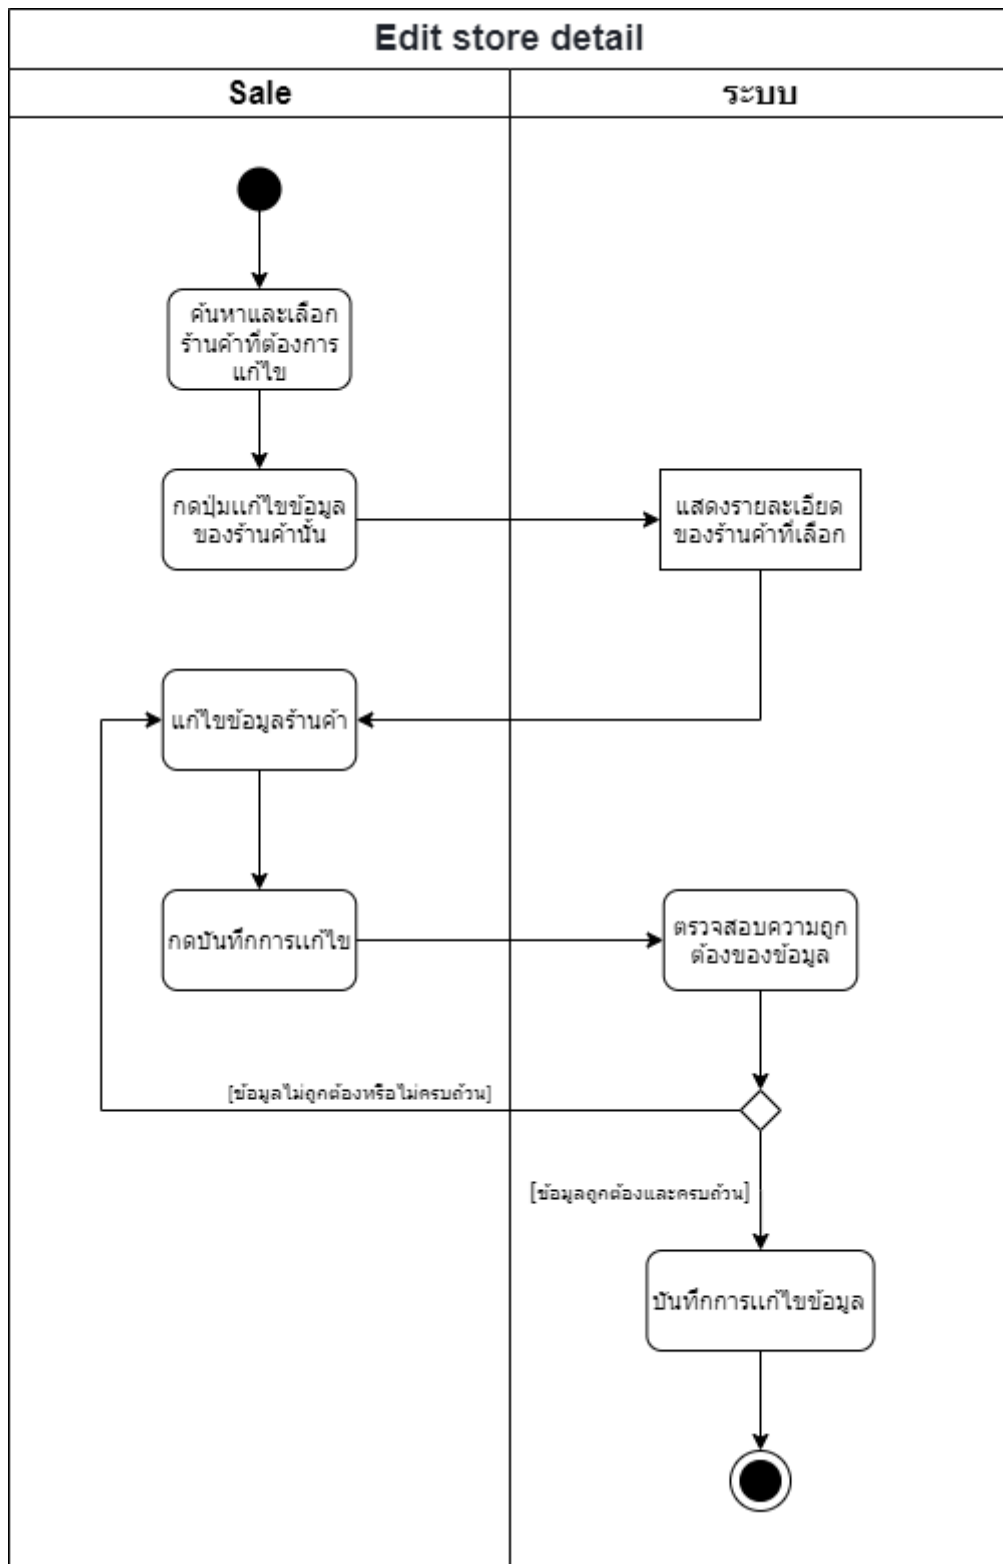 Edit store detail
Sale
ระบบ
ค้นหาและเลือก
ร้านค้าที่ต้องการ
แก้ไข
กดปุ่มแก้ไขข้อมูล
ของร้านค้านั้น
แสดงรายละเอียด
ของร้านค้าที่เลือก
แก้ไขข้อมูลร้านค้า
กดบันทึกการแก้ไข
ตรวจสอบความถูก
ต้องของข้อมูล
[ข้อมูลไม่ถูกต้องหรือไม่ครบถ้วน]
[ข้อมูลถูกต้องและครบถ้วน]
บันทึกการแก้ไขข้อมูล